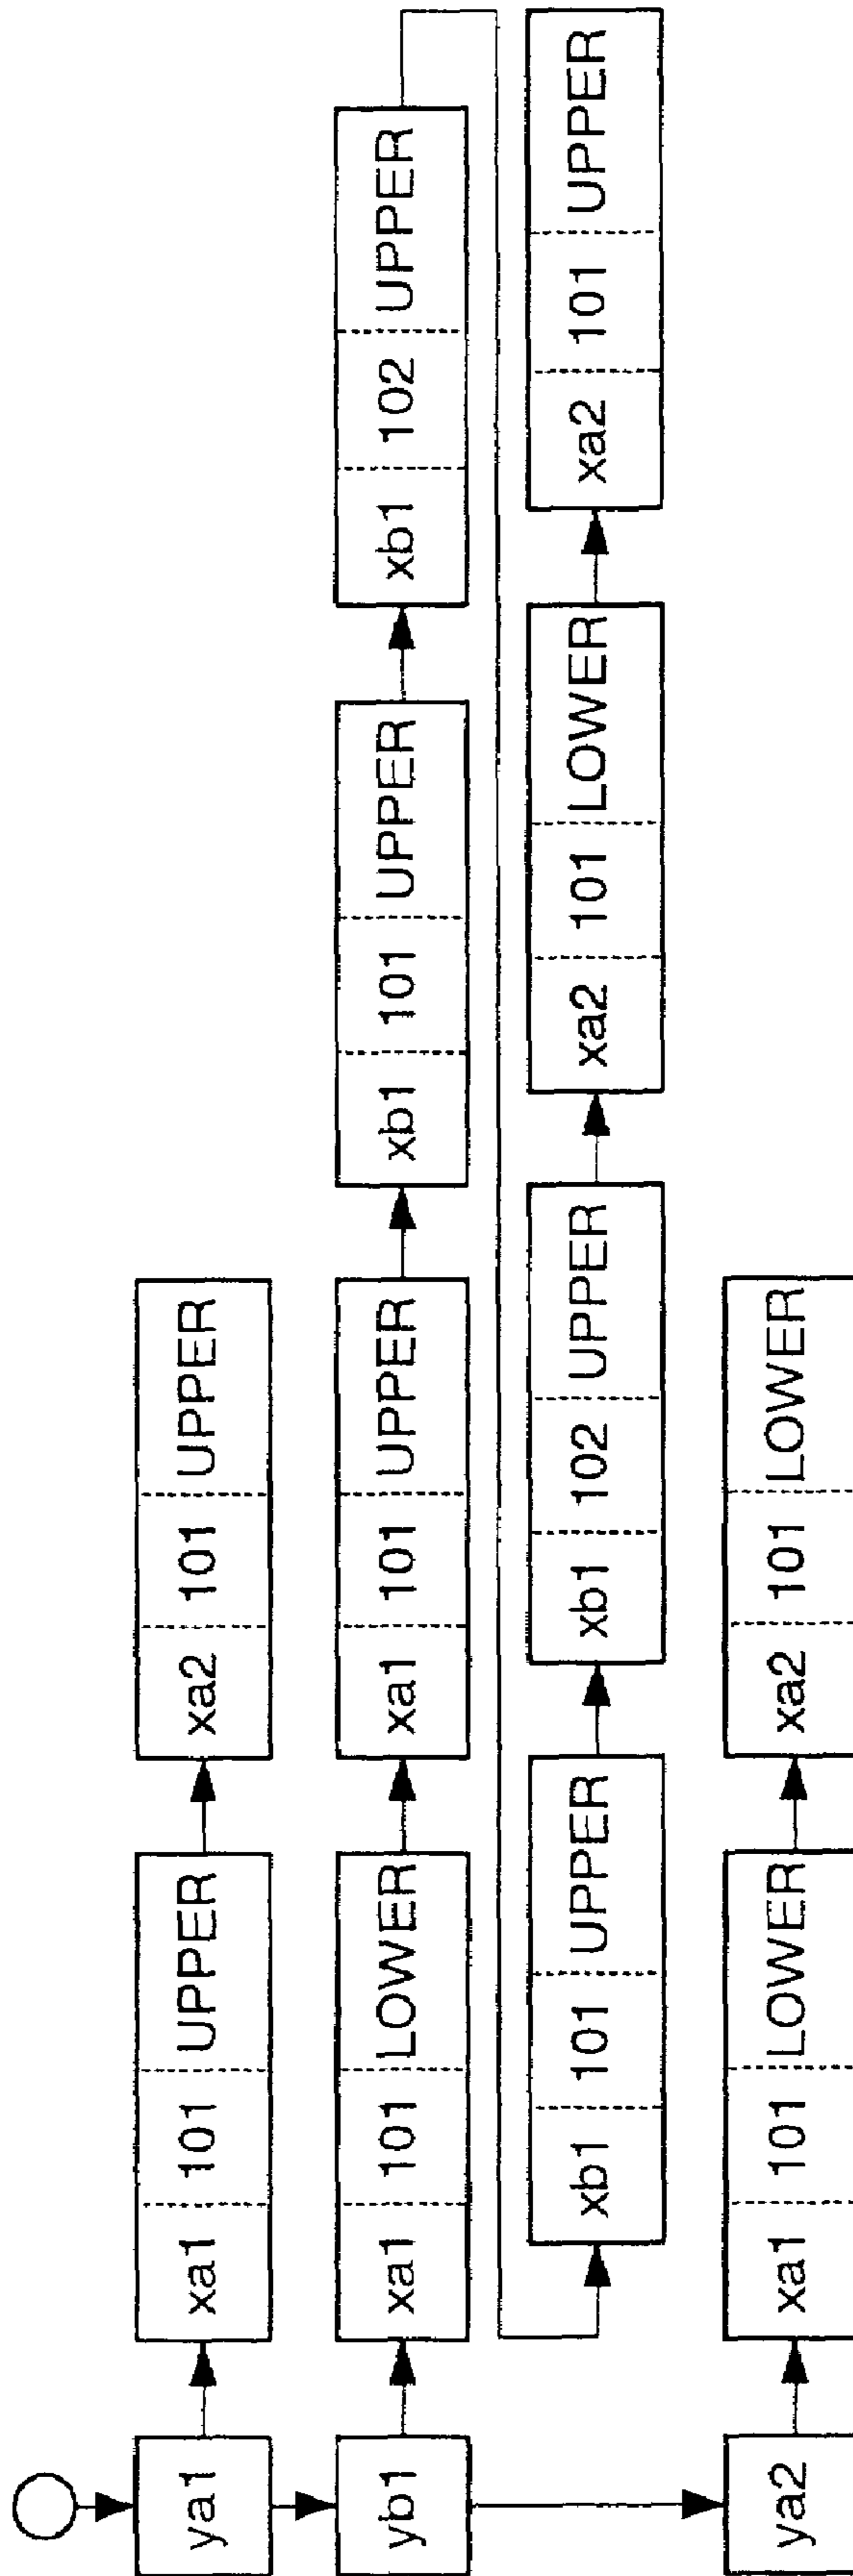 ya1 xa1 101 UPPER xa2 101 UPPER
yb1 xa1 101 LOWER xa1 101 UPPER xb1 101 UPPER xb1 102 UPPER
xb1 101 UPPER xb1 102 UPPER xa2 101 LOWER xa2 101 UPPER
ya2 xa1 101 LOWER xa2 101 LOWER